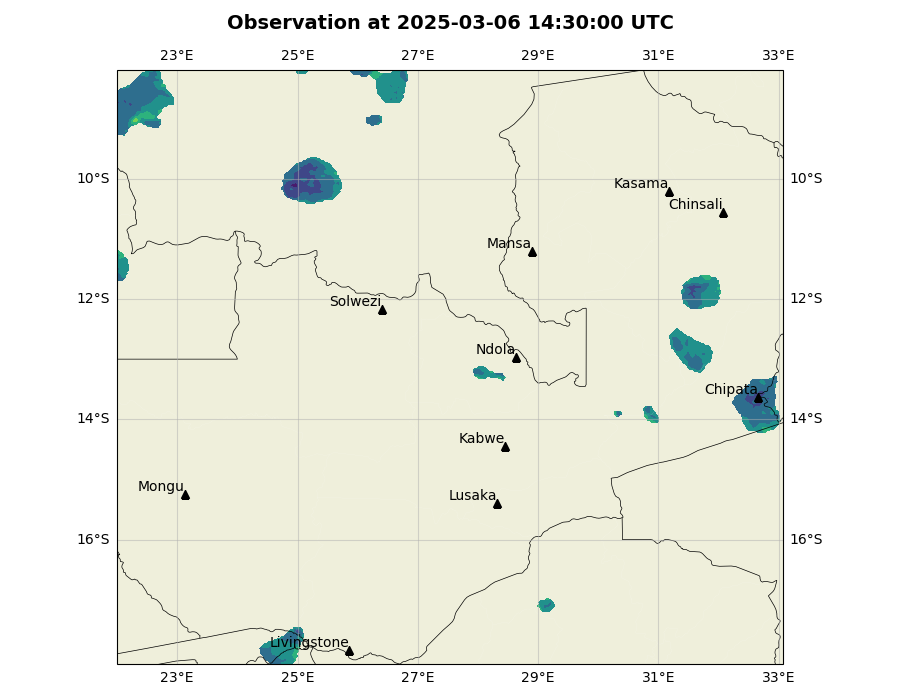 Observation at 2025-03-06 14:30:00 UTC
23°E 25°E 27°E 29°E 31°E 33°E
10°S 10°S
Kasama
Chinsali
Mansa
12°S 12°S
Solwezi
Ndola
Chipata
14°S 14°S
Kabwe
Mongu
Lusaka
16°S 16°S
Livingstone
23°E 25°E 27°E 29°E 31°E 33°E